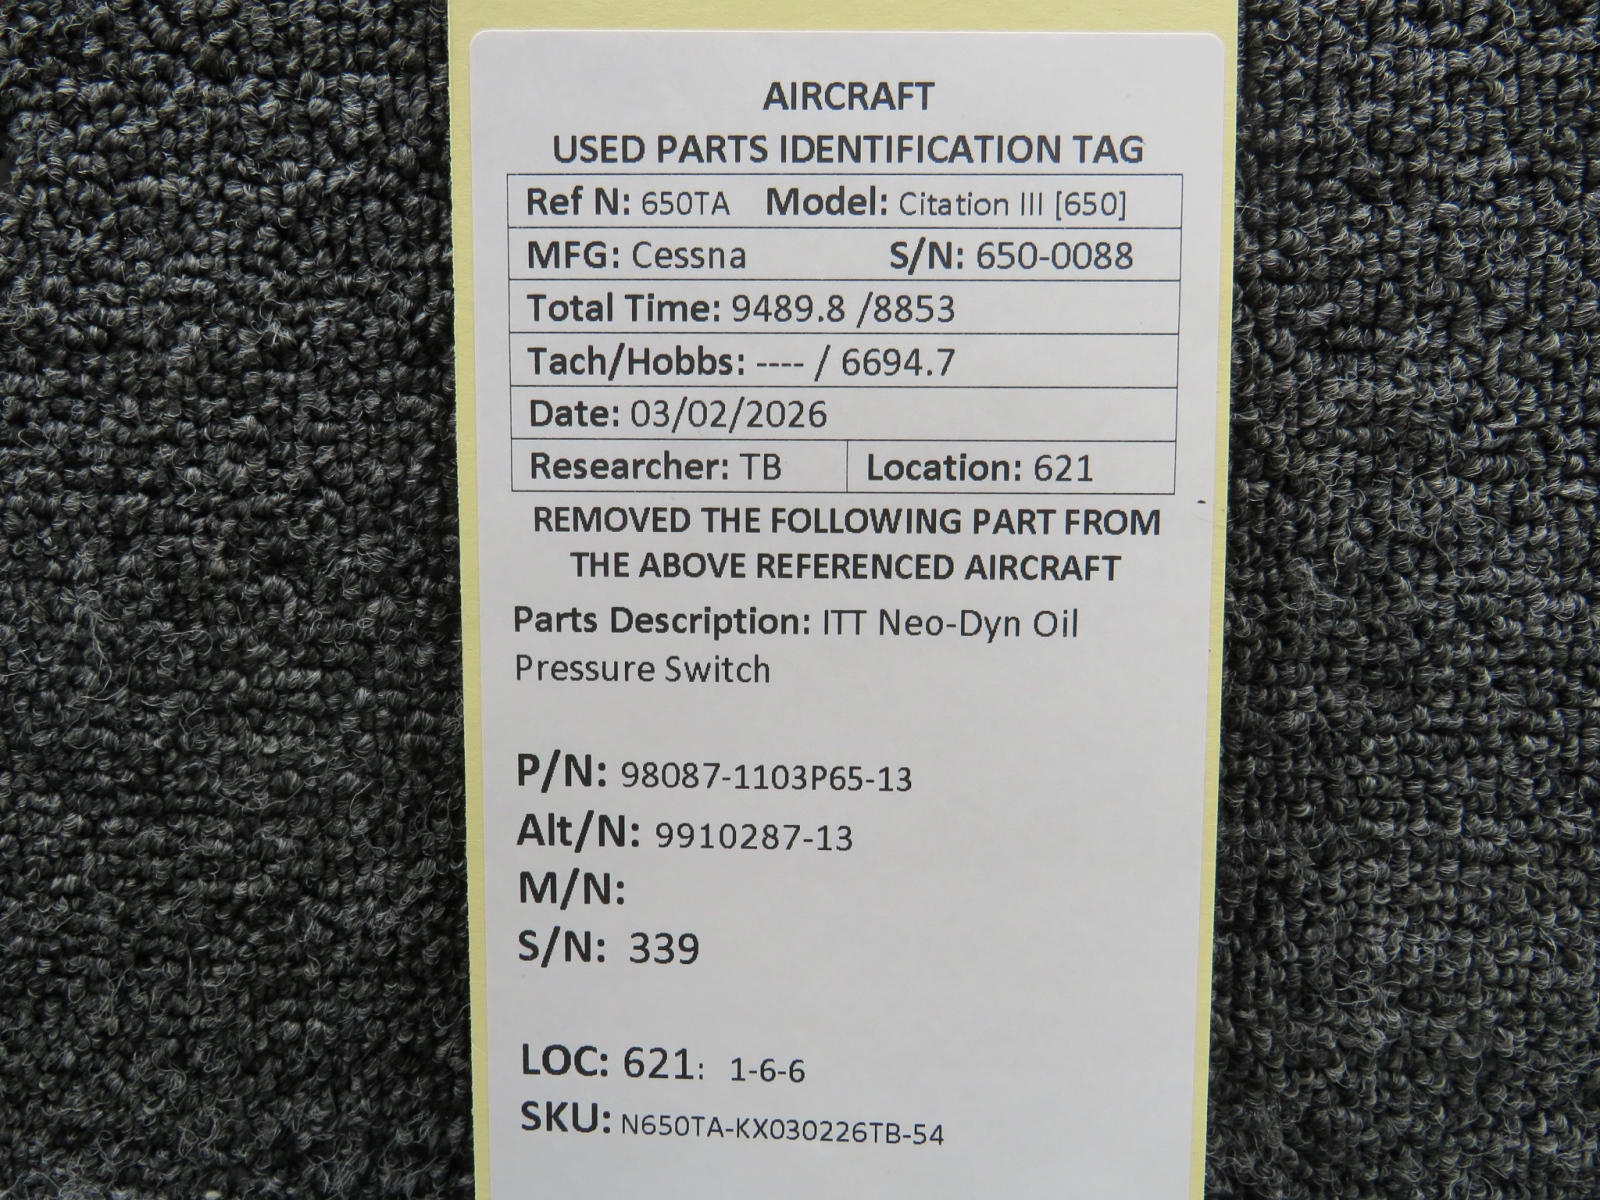 AIRCRAFT
USED PARTS IDENTIFICATION TAG
Ref N: 650TA Model: Citation III [650]
MFG: Cessna S/N: 650-0088
Total Time: 9489.8 /8853
Tach/Hobbs: ---- / 6694.7
Date: 03/02/2026
Researcher: TB Location: 621
REMOVED THE FOLLOWING PART FROM
THE ABOVE REFERENCED AIRCRAFT
Parts Description: ITT Neo-Dyn Oil
Pressure Switch
P/N: 98087-1103P65-13
Alt/N: 9910287-13
M/N:
S/N: 339
LOC: 621: 1-6-6
SKU: N650TA-KX030226TB-54